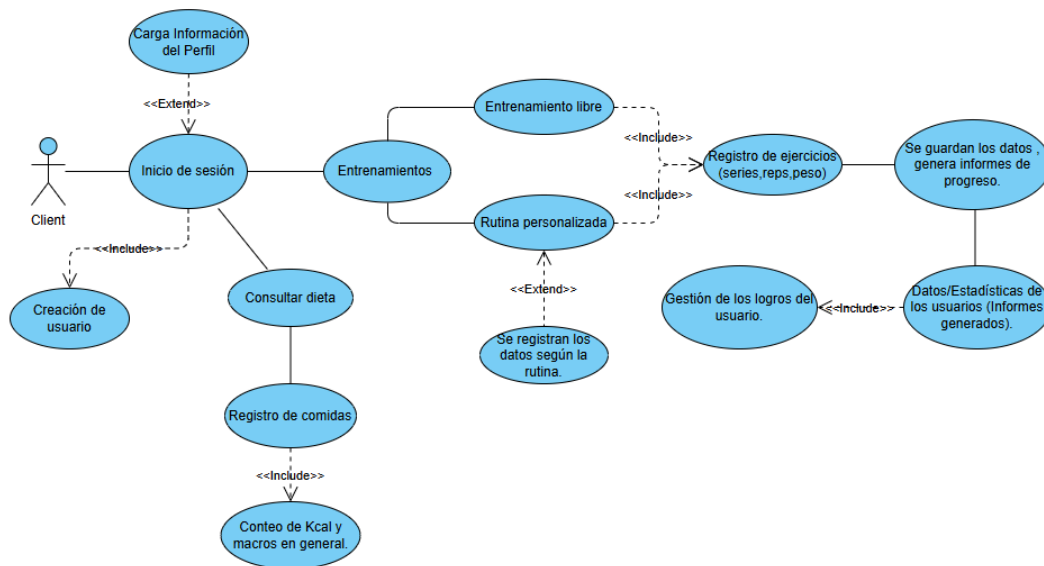 Carga Información
del Perfil
<<Extend>>
Client
Inicio de sesión
<<Include>>
Creación de
usuario
Entrenamientos
Entrenamiento libre
<<Include>>
Rutina personalizada
<<Include>>
<<Extend>>
Se registran los
datos según la
rutina.
Registro de ejercicios
(series,reps,peso)
Se guardan los datos ,
genera informes de
progreso.
Datos/Estadísticas de
los usuarios (Informes
generados).
<<Include>>
Gestión de los logros del
usuario.
Consultar dieta
Registro de comidas
<<Include>>
Conteo de Kcal y
macros en general.